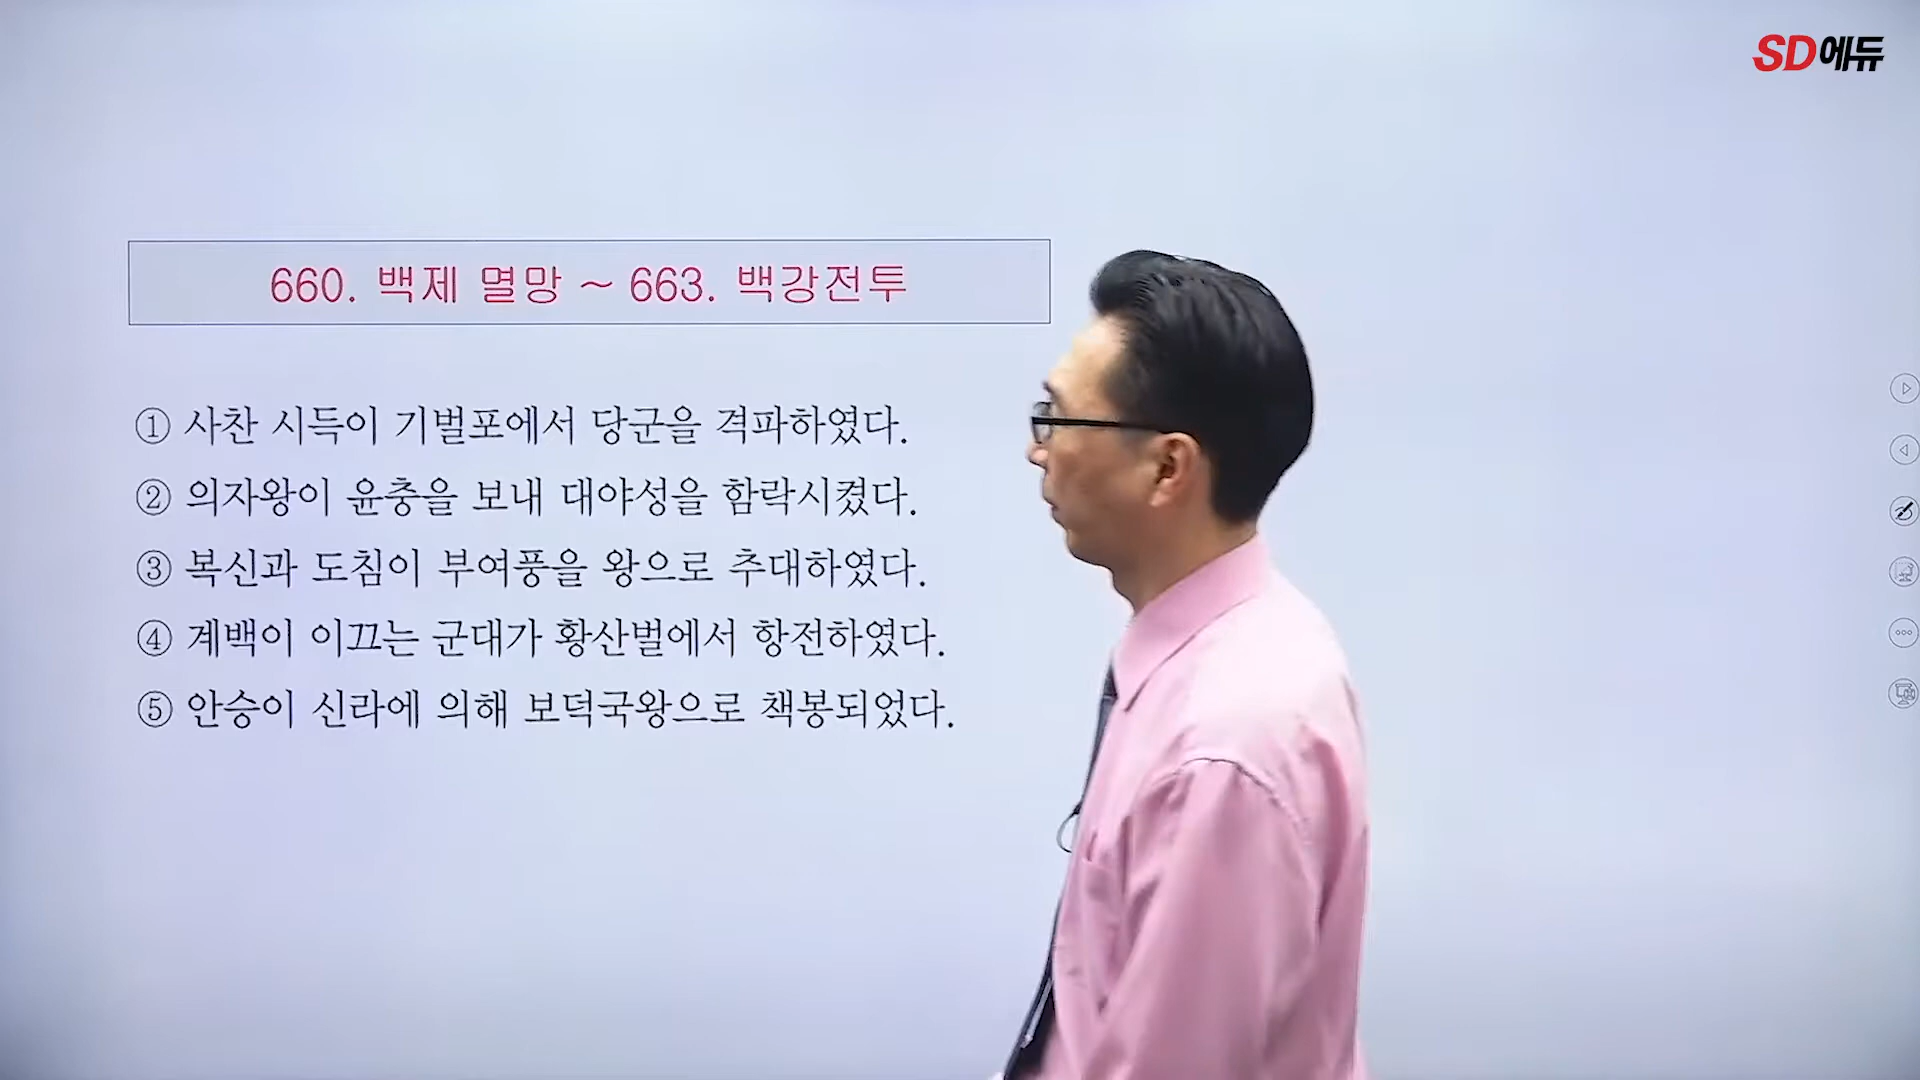 SD에듀
660. 백제 멸망 ~ 663. 백강전투
① 사찬 시득이 기벌포에서 당군을 격파하였다.
② 의자왕이 윤충을 보내 대야성을 함락시켰다.
③ 복신과 도침이 부여풍을 왕으로 추대하였다.
④ 계백이 이끄는 군대가 황산벌에서 항전하였다.
⑤ 안승이 신라에 의해 보덕국왕으로 책봉되었다.